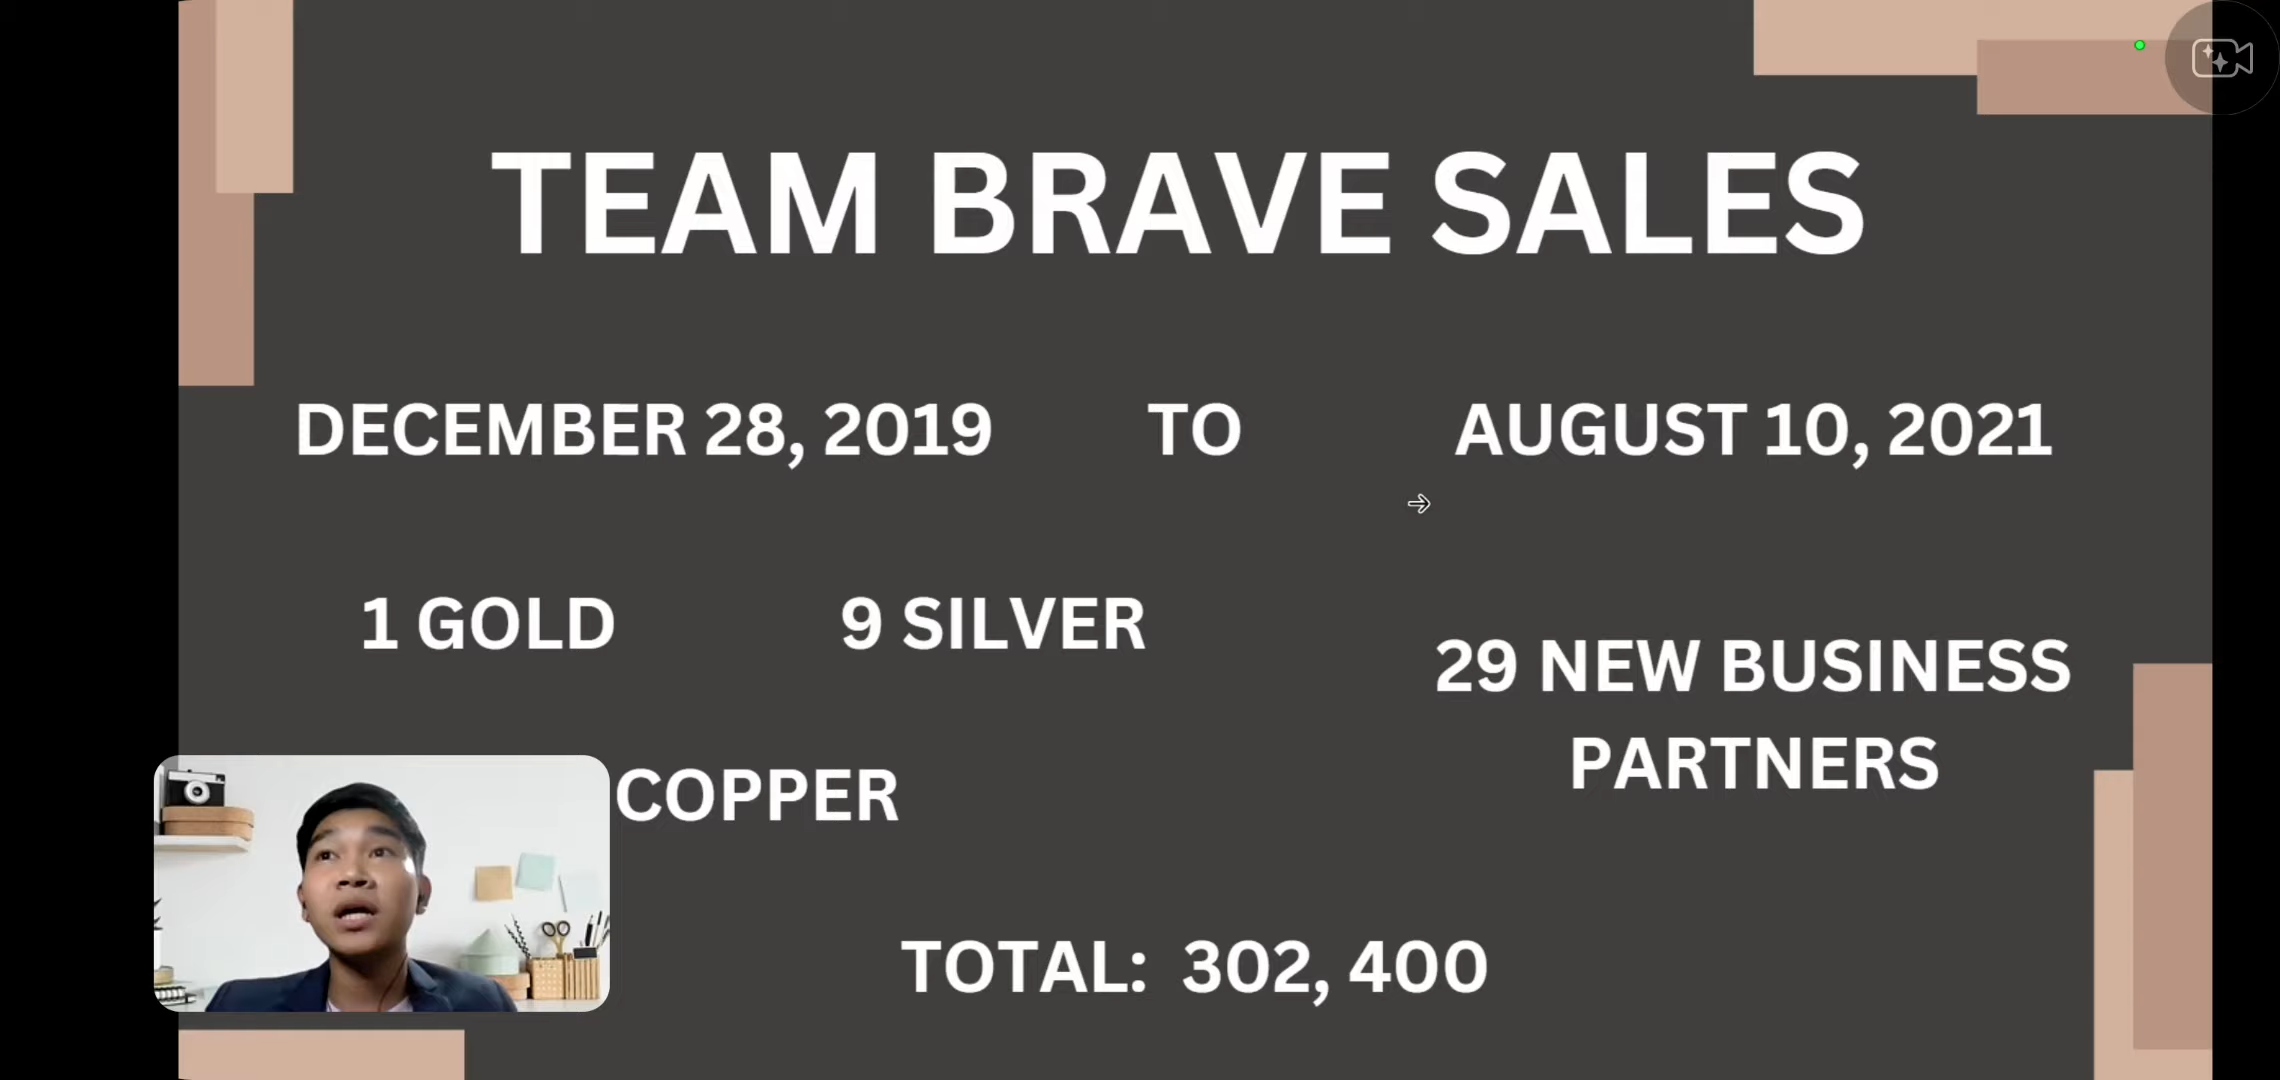 TEAM BRAVE SALES
DECEMBER 28, 2019 TO AUGUST 10, 2021
1 GOLD 9 SILVER
29 NEW BUSINESS
PARTNERS
COPPER
TOTAL: 302, 400